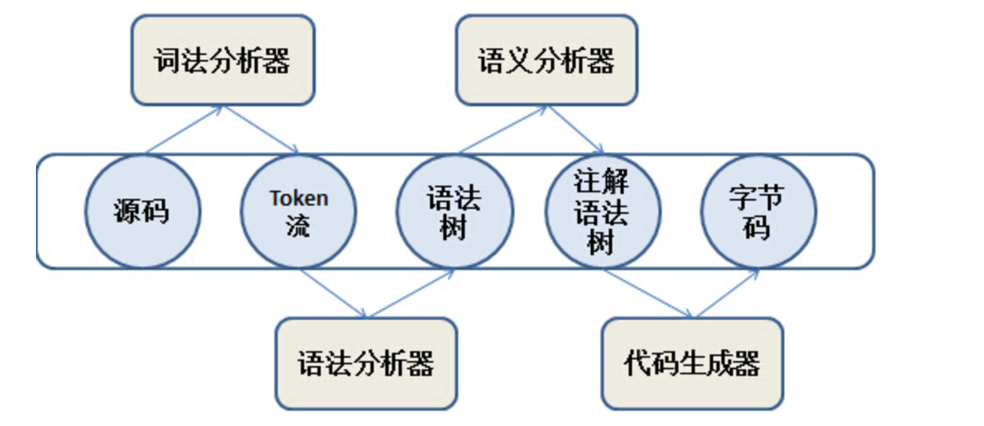 词法分析器
语义分析器
源码
Token
流
语法
树
注解
语法
树
字节
码
语法分析器
代码生成器